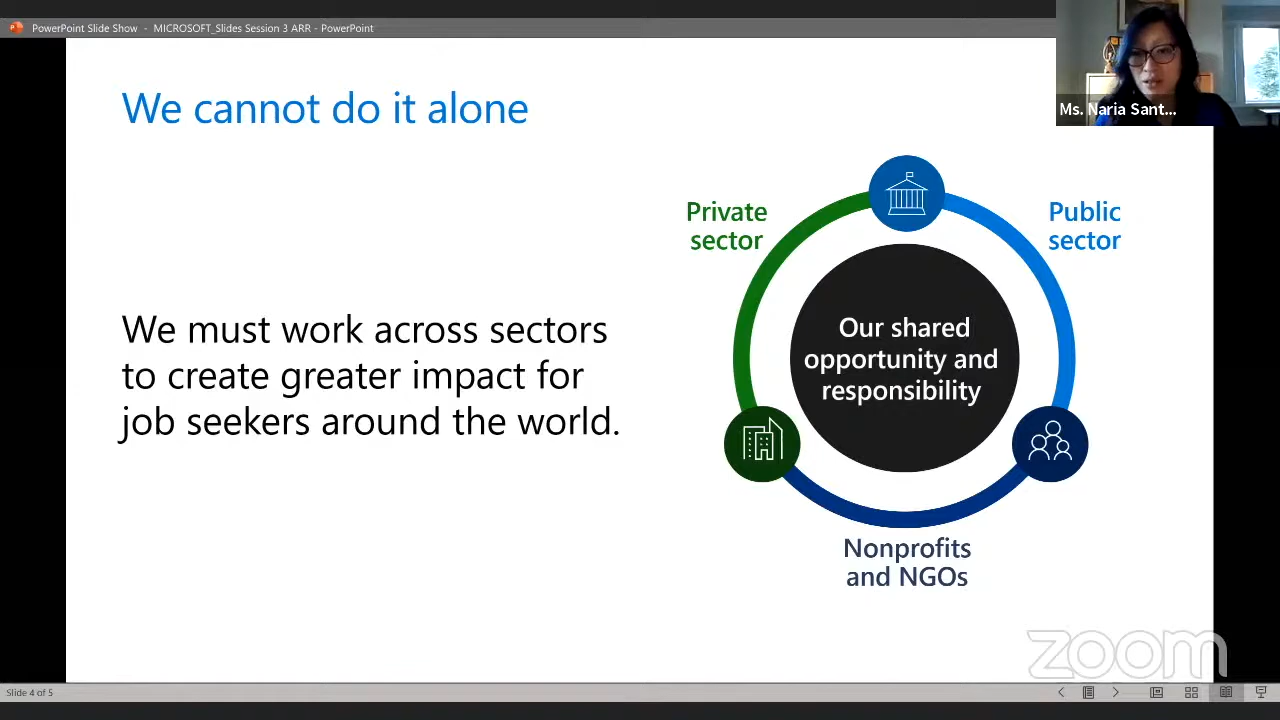 PowerPoint Slide Show - MICROSOFT_Slides Session 3 ARR - PowerPoint
Ms. Naria Sant...
We cannot do it alone
Private
sector
Public
sector
We must work across sectors
to create greater impact for
job seekers around the world.
Our shared
opportunity and
responsibility
Nonprofits
and NGOs
zoom
Slide 4 of 5